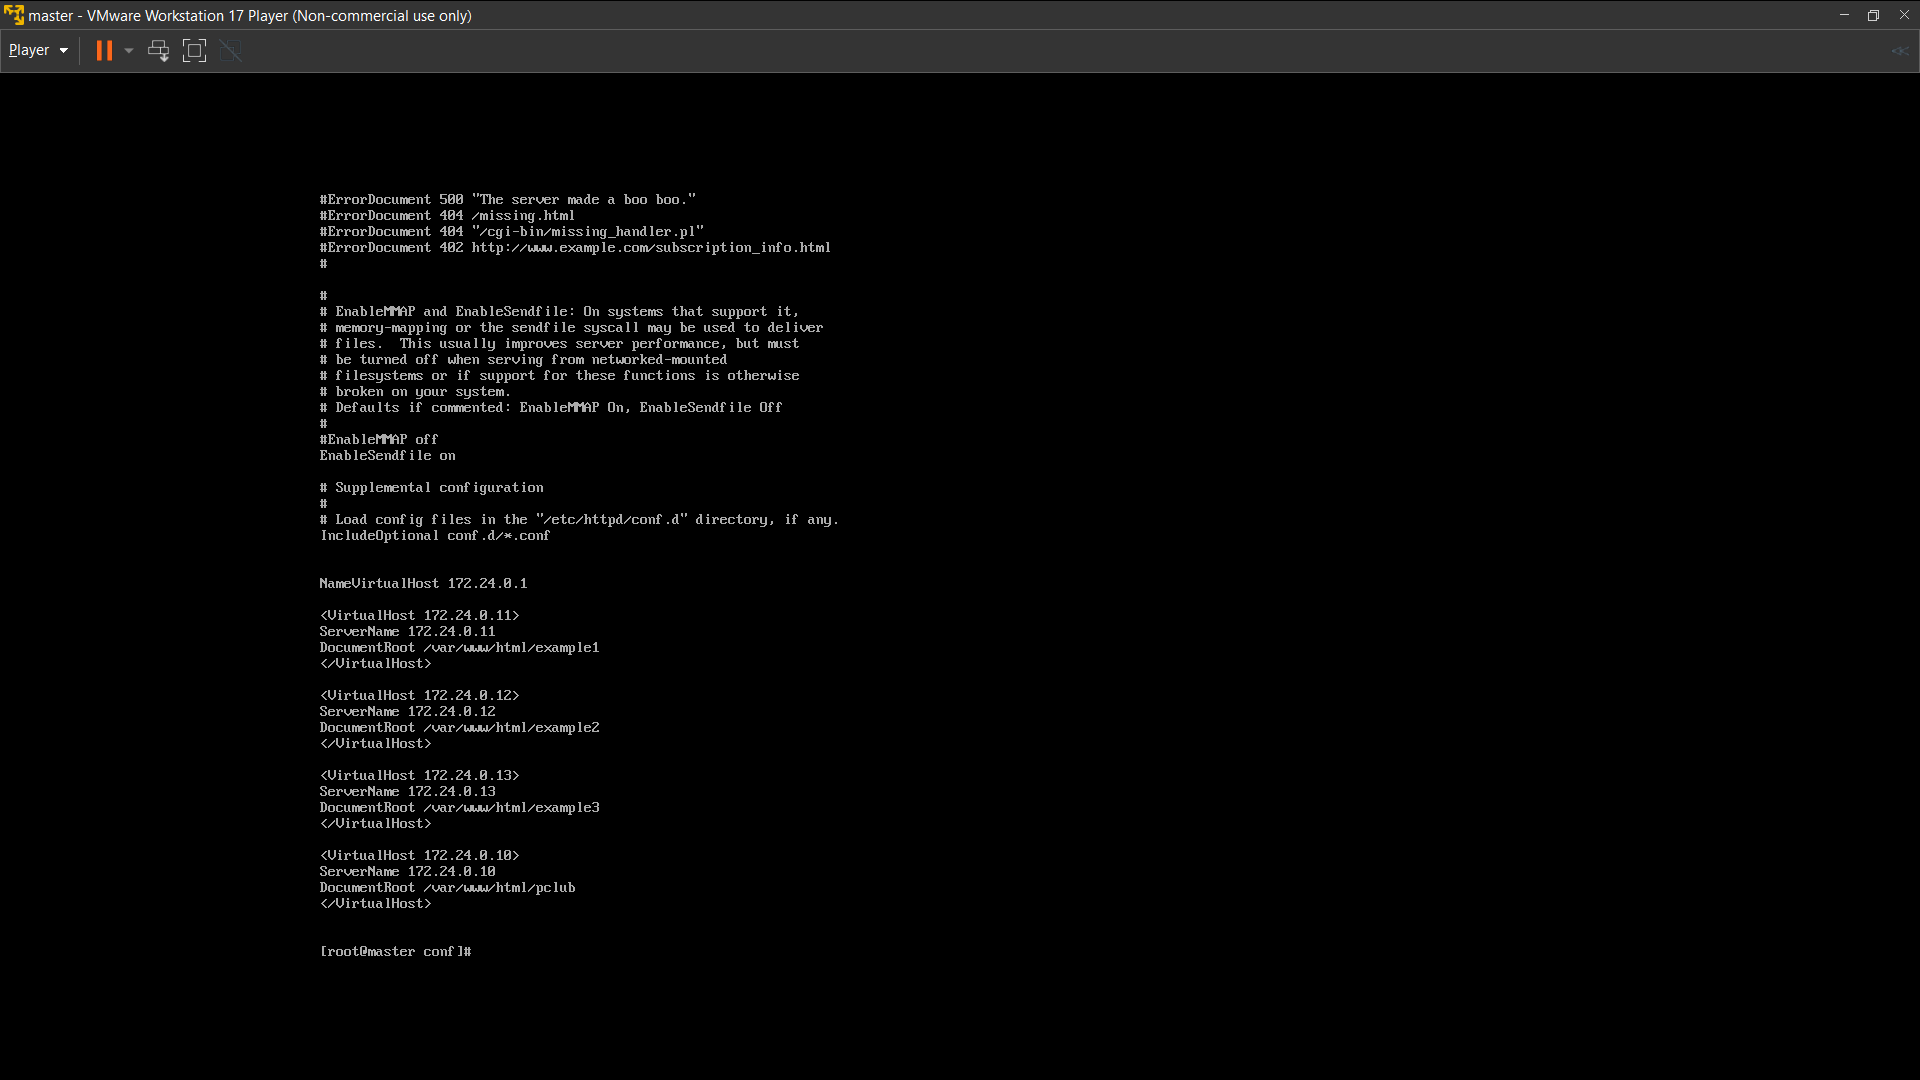 master - VMware Workstation 17 Player (Non-commercial use only)
Player
#ErrorDocument 500 "The server made a boo boo."
#ErrorDocument 404 /missing.html
#ErrorDocument 404 "/cgi-bin/missing_handler.pl"
#ErrorDocument 402 http://www.example.com/subscription_info.html
#
#
# EnableMMAP and EnableSendfile: On systems that support it,
# memory-mapping or the sendfile syscall may be used to deliver
# files.  This usually improves server performance, but must
# be turned off when serving from networked-mounted
# filesystems or if support for these functions is otherwise
# broken on your system.
# Defaults if commented: EnableMMAP On, EnableSendfile Off
#
#EnableMMAP off
EnableSendfile on
# Supplemental configuration
#
# Load config files in the "/etc/httpd/conf.d" directory, if any.
IncludeOptional conf.d/*.conf
NameVirtualHost 172.24.0.1
<VirtualHost 172.24.0.11>
ServerName 172.24.0.11
DocumentRoot /var/www/html/example1
</VirtualHost>
<VirtualHost 172.24.0.12>
ServerName 172.24.0.12
DocumentRoot /var/www/html/example2
</VirtualHost>
<VirtualHost 172.24.0.13>
ServerName 172.24.0.13
DocumentRoot /var/www/html/example3
</VirtualHost>
<VirtualHost 172.24.0.10>
ServerName 172.24.0.10
DocumentRoot /var/www/html/pclub
</VirtualHost>
[root@master conf]#